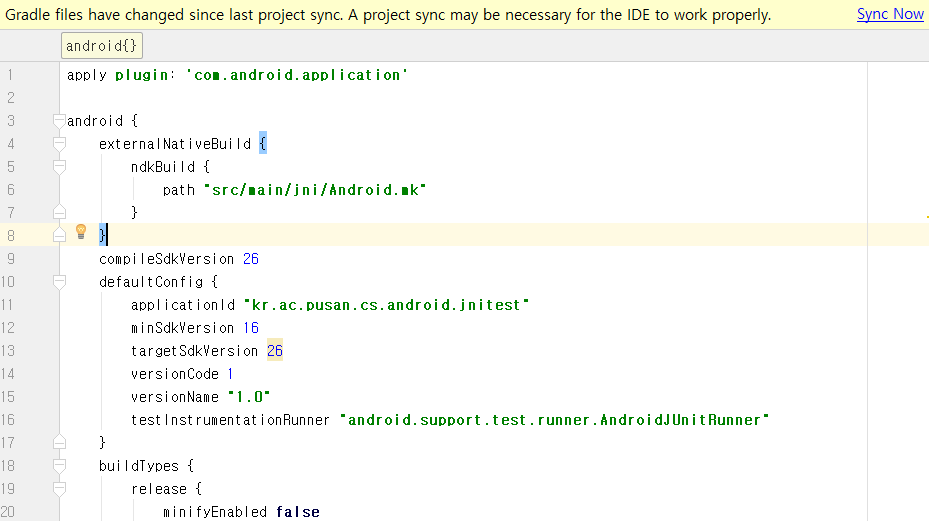 Gradle files have changed since last project sync. A project sync may be necessary for the IDE to work properly. Sync Now
android{}
1 apply plugin: 'com.android.application'
2
3 android {
4 externalNativeBuild {
5 ndkBuild {
6 path "src/main/jni/Android.mk"
7 }
8 }
9 compileSdkVersion 26
10 defaultConfig {
11 applicationId "kr.ac.pusan.cs.android.jnitest"
12 minSdkVersion 16
13 targetSdkVersion 26
14 versionCode 1
15 versionName "1.0"
16 testInstrumentationRunner "android.support.test.runner.AndroidJUnitRunner"
17 }
18 buildTypes {
19 release {
20 minifyEnabled false